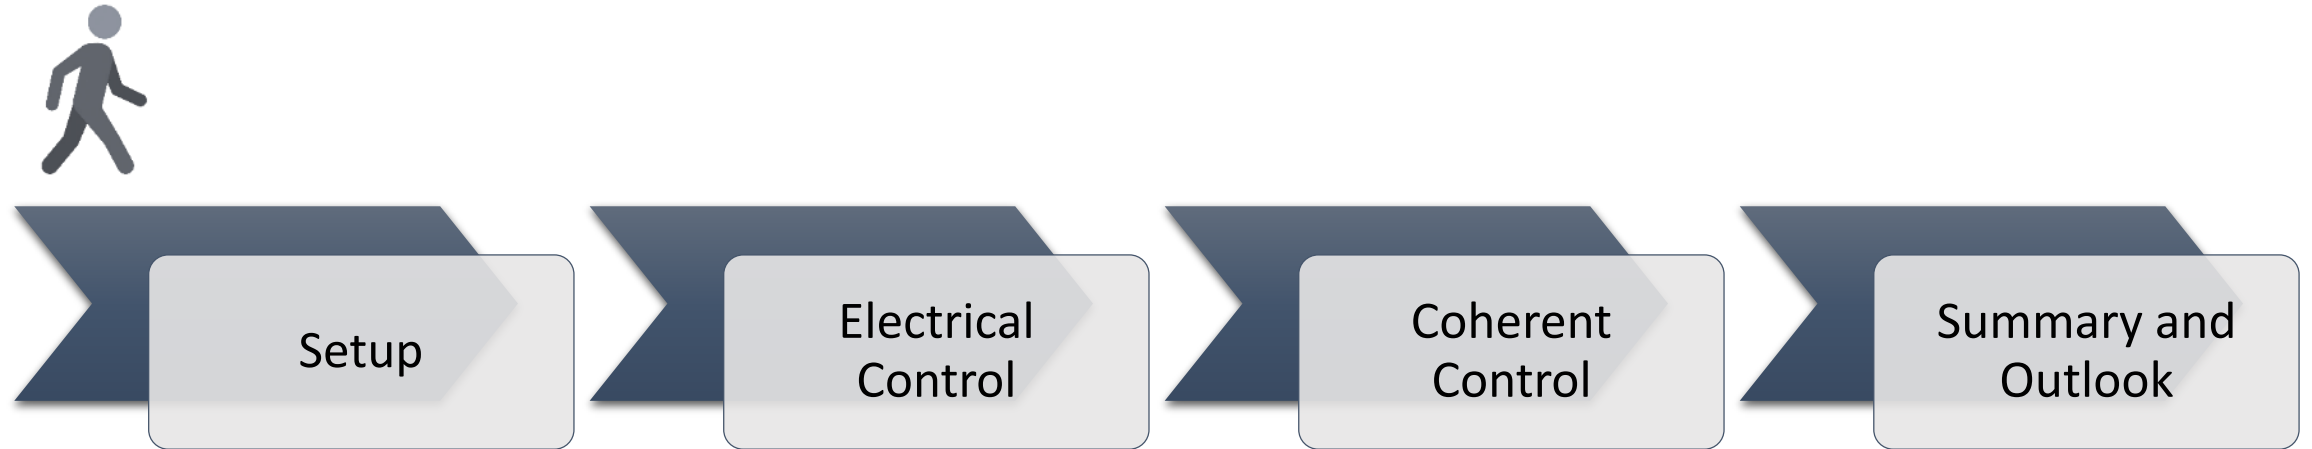 Setup
Electrical
Control
Coherent
Control
Summary and
Outlook